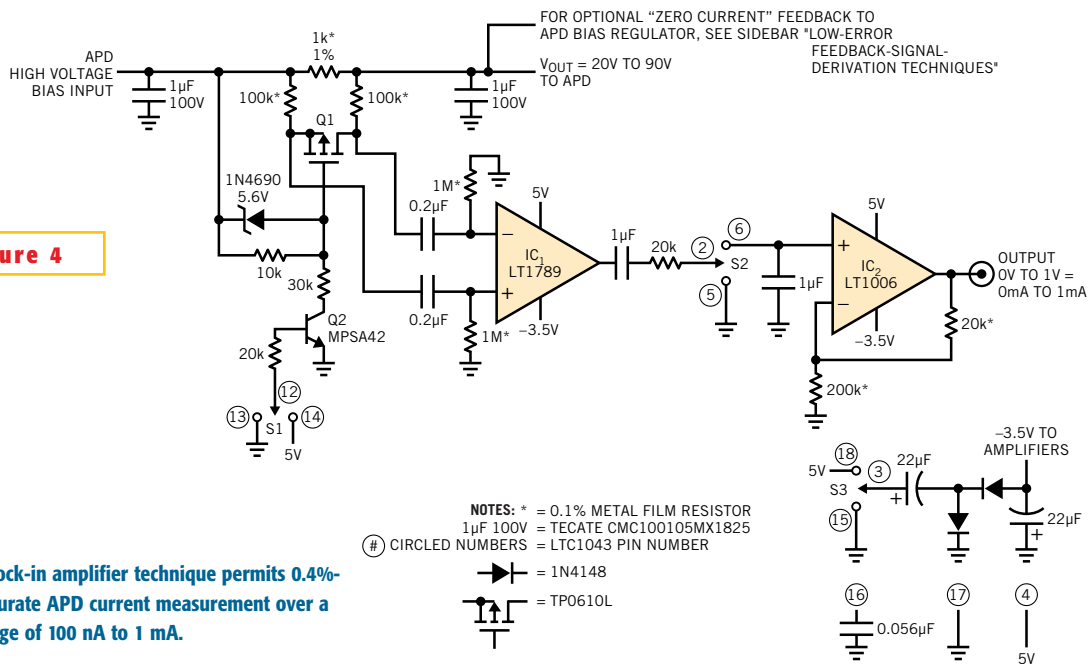 FOR OPTIONAL “ZERO CURRENT” FEEDBACK TO
APD BIAS REGULATOR, SEE SIDEBAR "LOW-ERROR
FEEDBACK-SIGNAL-
DERIVATION TECHNIQUES"
APD
HIGH VOLTAGE
BIAS INPUT
1k*
1%
VOUT = 20V TO 90V
TO APD
1µF
100V
100k*
100k*
1µF
100V
Q1
1N4690
5.6V
1M*
0.2µF
5V
IC1
LT1789
−
+
–3.5V
0.2µF
1M*
10k
30k
Q2
MPSA42
20k
12
13
14
S1
5V
1µF
20k
2
6
S2
5
1µF
5V
+
IC2
LT1006
−
–3.5V
OUTPUT
0V TO 1V =
0mA TO 1mA
20k*
200k*
ure 4
–3.5V TO
AMPLIFIERS
18
5V
3
22µF
S3
+
15
22µF
+
16
17
4
0.056µF
5V
NOTES: * = 0.1% METAL FILM RESISTOR
1µF 100V = TECATE CMC100105MX1825
# CIRCLED NUMBERS = LTC1043 PIN NUMBER
= 1N4148
= TP0610L
ock-in amplifier technique permits 0.4%-
urate APD current measurement over a
ge of 100 nA to 1 mA.